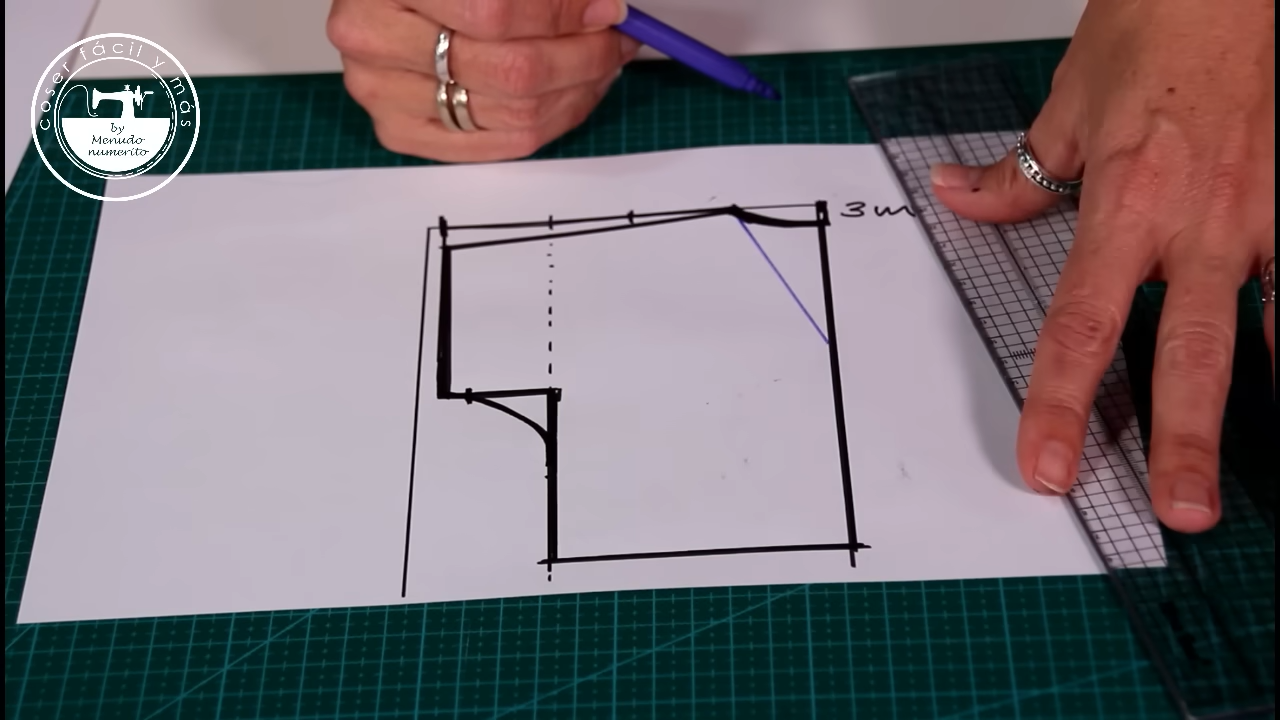 coser fácil y más
by
Menudo
numerito
3 m